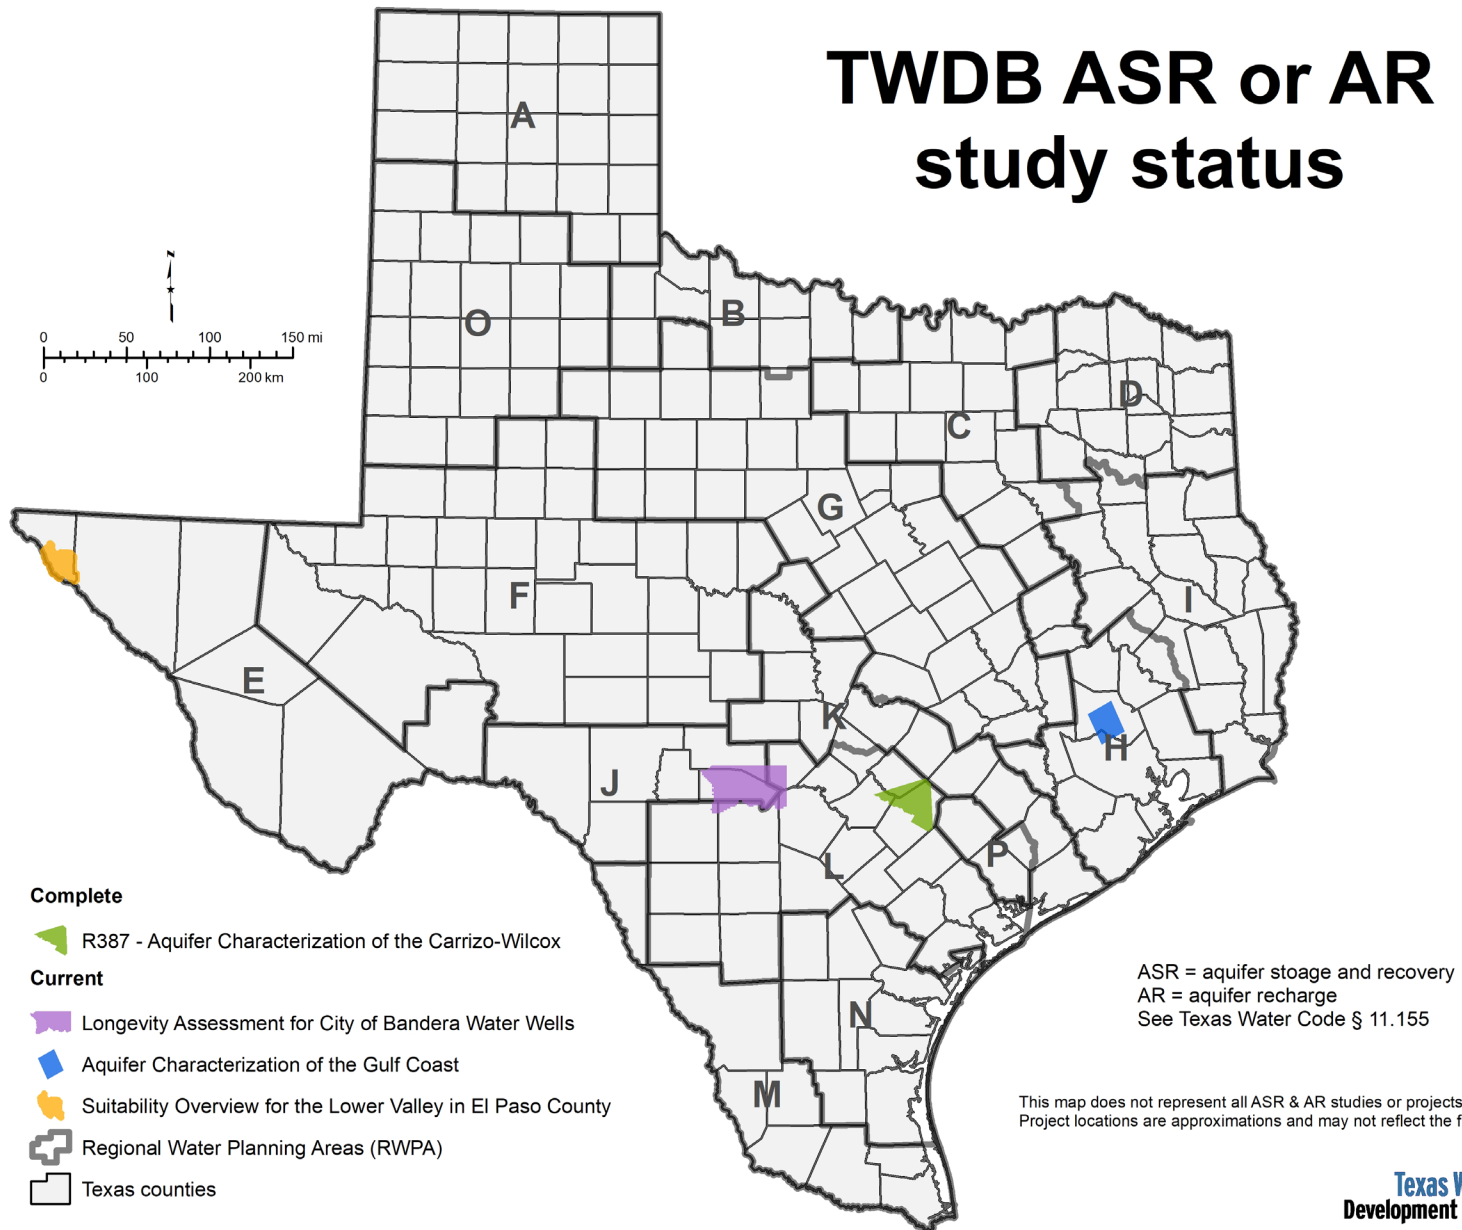 TWDB ASR or AR
study status
A
N
B
O
0 50 100 150 mi
0 100 200 km
D
C
G
F
I
E
K
H
J
P
L
N
M
Complete
R387 - Aquifer Characterization of the Carrizo-Wilcox
Current
Longevity Assessment for City of Bandera Water Wells
Aquifer Characterization of the Gulf Coast
Suitability Overview for the Lower Valley in El Paso County
Regional Water Planning Areas (RWPA)
Texas counties
ASR = aquifer stoage and recovery
AR = aquifer recharge
See Texas Water Code § 11.155
This map does not represent all ASR & AR studies or projects
Project locations are approximations and may not reflect the f
Texas W
Development